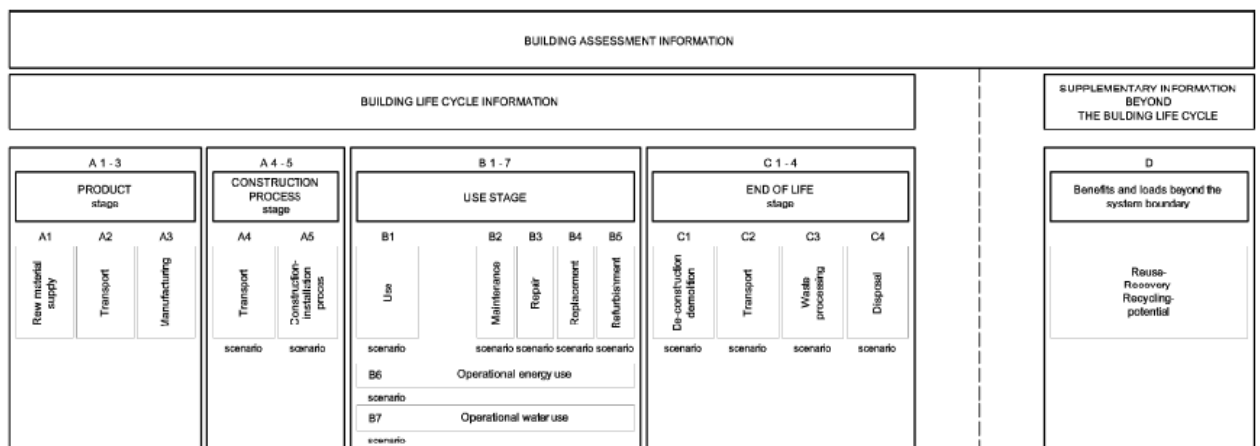 BUILDING ASSESSMENT INFORMATION
BUILDING LIFE CYCLE INFORMATION
SUPPLEMENTARY INFORMATION
BEYOND
THE BULDING LIFE CYCLE
A 1 - 3
PRODUCT
stage
A1
A2
A3
Raw material
supply
Transport
Manufacturing
A 4 - 5
CONSTRUCTION
PROCESS
stage
A4
A5
Transport
Construction-
installation
proces
scenario
scenario
B 1 - 7
USE STAGE
B1
B2
B3
B4
B5
Use
Maintenance
Repair
Replacement
Refurbishment
scenario
scenario
scenario
scenario
scenario
B6
Operational energy use
scenario
B7
Operational water use
scenario
C 1 - 4
END OF LIFE
stage
C1
C2
C3
C4
De-construction
demolition
Transport
Waste
processing
Disposal
scenario
scenario
scenario
scenario
D
Benefits and loads beyond the
system boundary
Reuse-
Recovery
Recycling-
potential